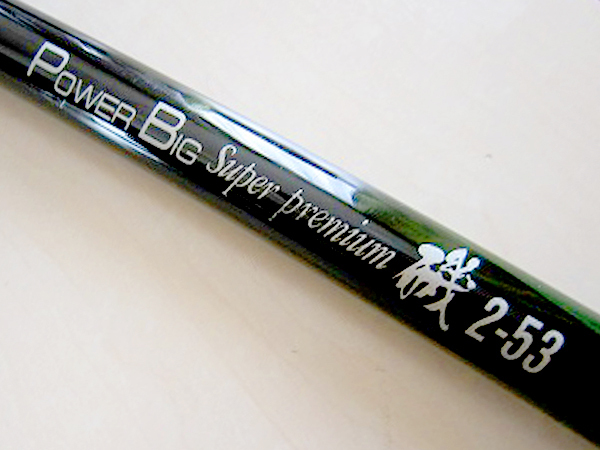 POWER BIG Super premium 磯 2-53